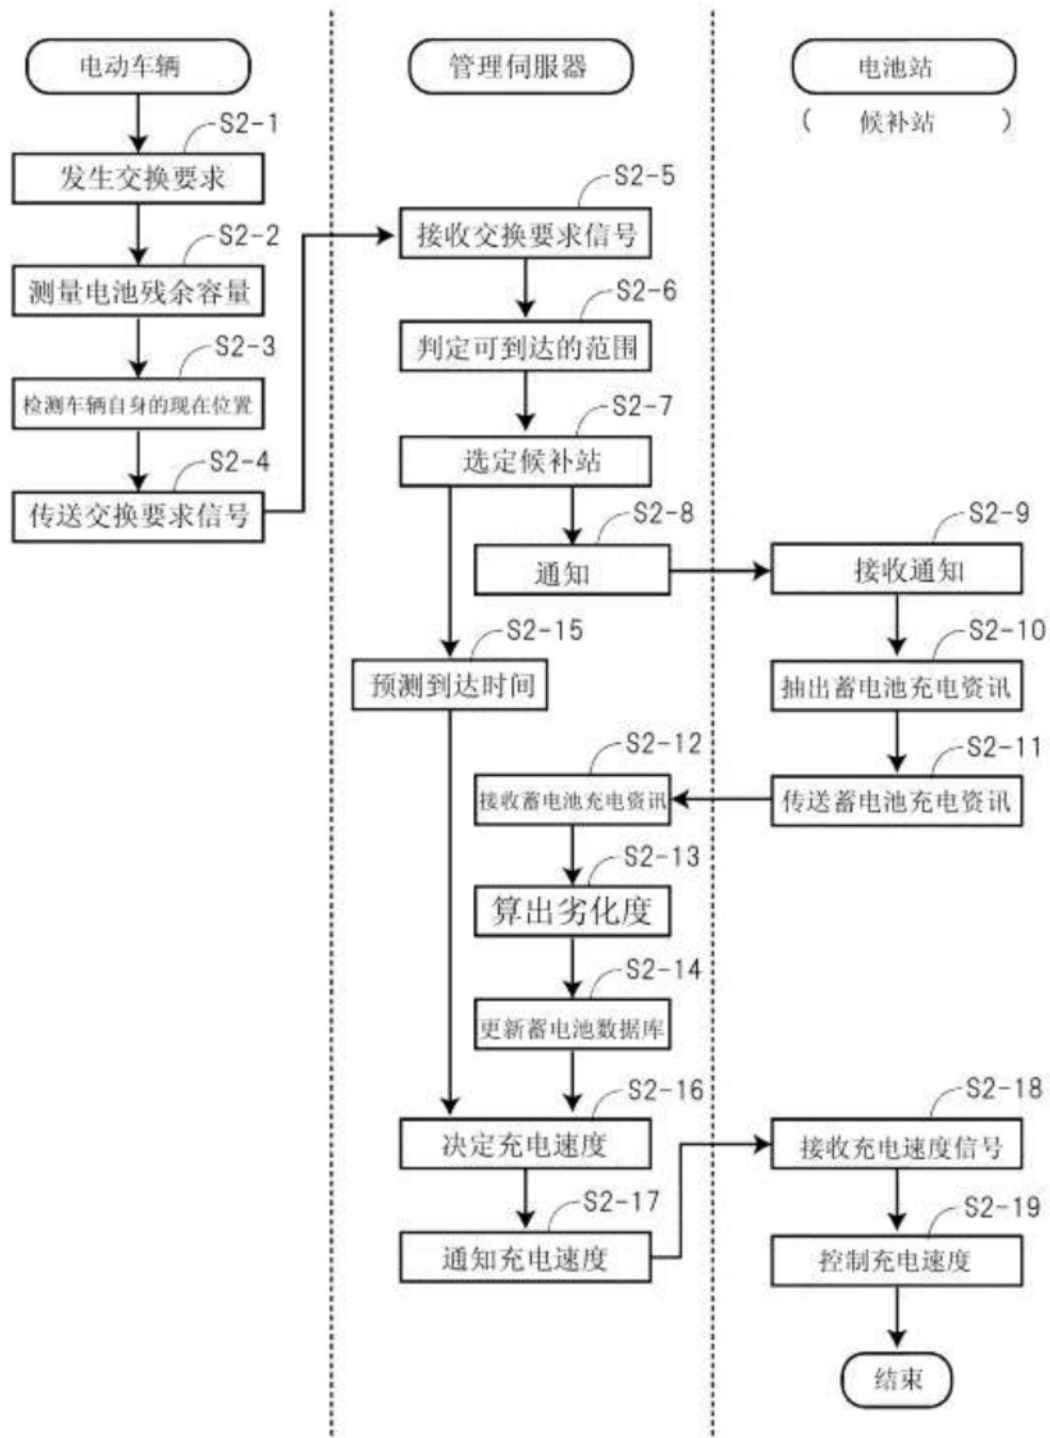 电动车辆
管理伺服器
电池站
( 候补站 )
S2-1
发生交换要求
S2-2
测量电池残余容量
S2-3
检测车辆自身的现在位置
S2-4
传送交换要求信号
S2-5
接收交换要求信号
S2-6
判定可到达的范围
S2-7
选定候补站
S2-8
通知
S2-9
接收通知
S2-10
抽出蓄电池充电资讯
S2-11
传送蓄电池充电资讯
S2-15
预测到达时间
S2-12
接收蓄电池充电资讯
S2-13
算出劣化度
S2-14
更新蓄电池数据库
S2-16
决定充电速度
S2-17
通知充电速度
S2-18
接收充电速度信号
S2-19
控制充电速度
结束